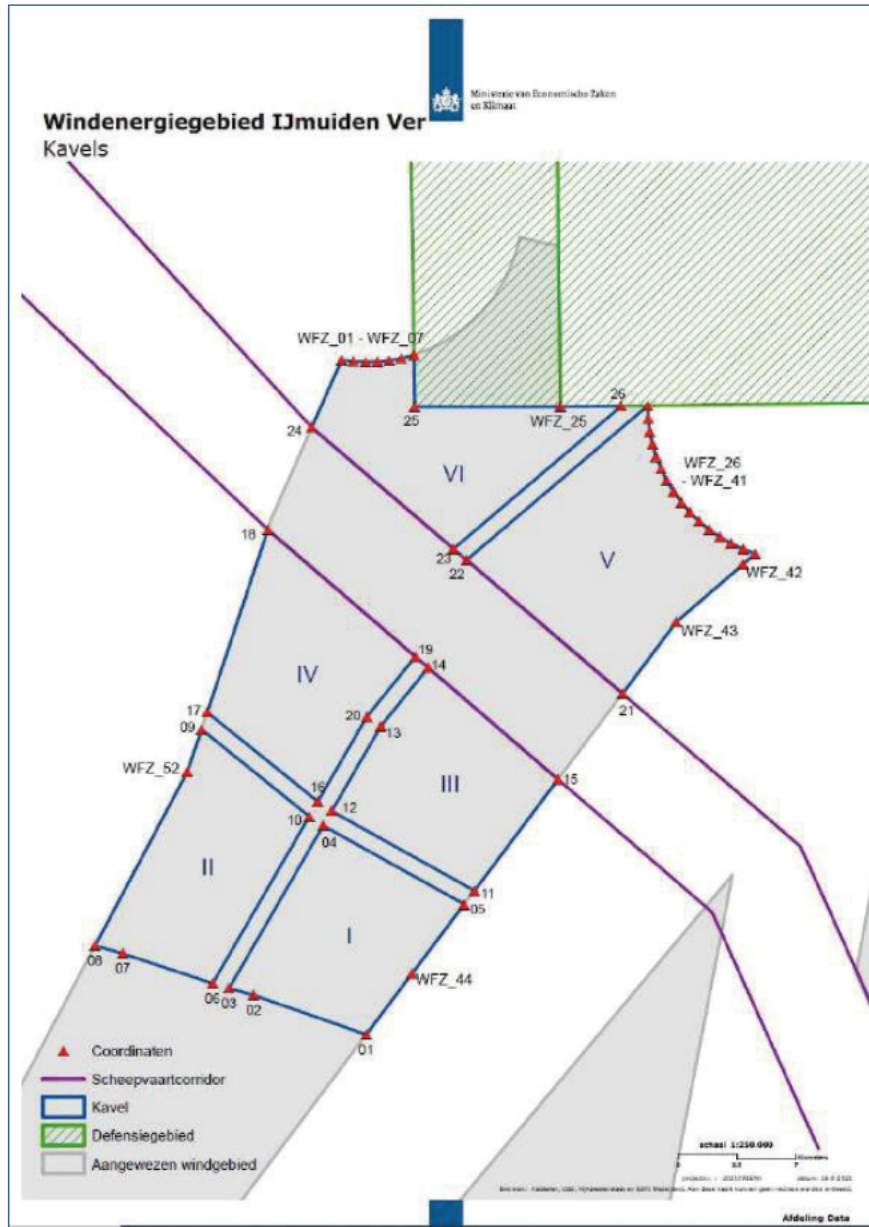 Ministerie van Economische Zaken
en Klimaat
Windenergiegebied IJmuiden Ver
Kavels
WFZ_01 - WFZ_07
25
WFZ_25
26
24
WFZ_26
- WFZ_41
VI
18
23
22
V
WFZ_42
WFZ_43
19
14
IV
21
20
13
17
09
WFZ_52
15
III
16
12
10
04
II
11
05
I
08
07
WFZ_44
06
03
02
01
Coordinaten
Scheepvaartcorridor
Kavel
Defensiegebied
Aangewezen windgebied
schaal 1:250.000
Afdeling Data